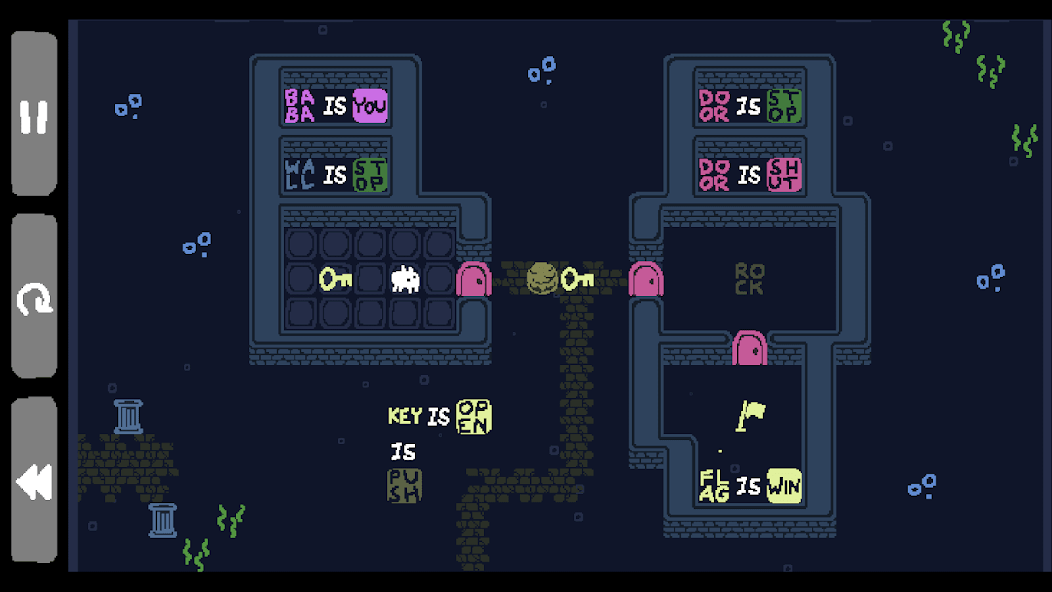 BABA IS YOU
DOOR IS STOP
WALL IS STOP
DOOR IS SHUT
ROCK
KEY IS OPEN
IS
PUSH
FLAG IS WIN